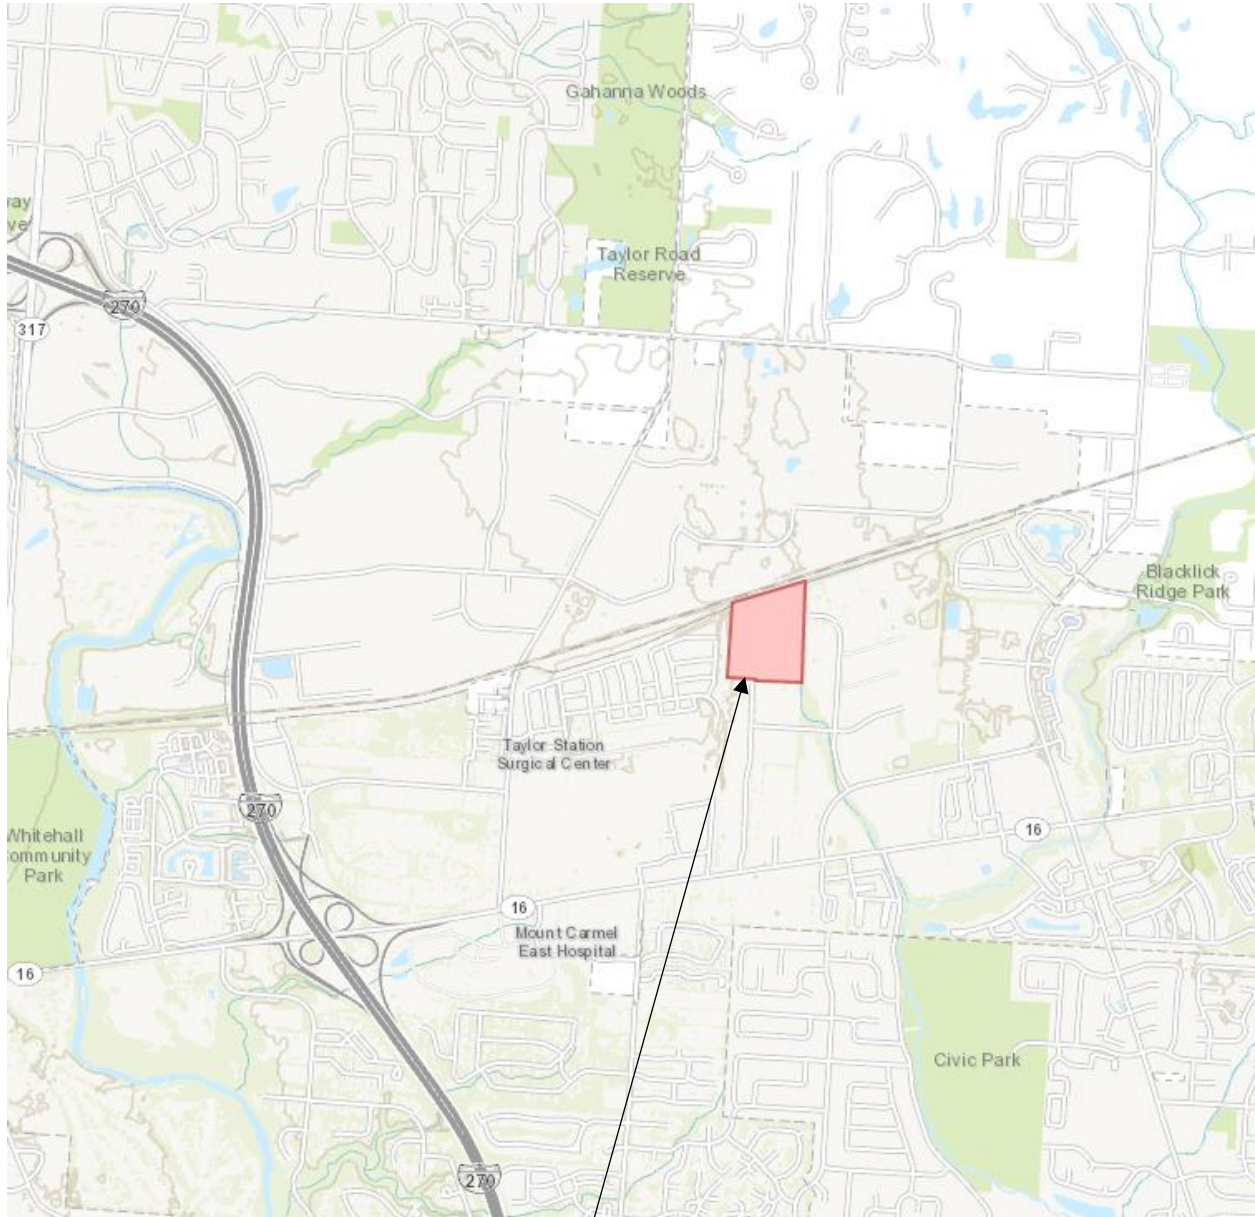 Gahanna Woods
Taylor Road
Reserve
270
317
Blacklick
Ridge Park
Taylor Station
Surgical Center
270
16
Whitehall
16
Park
Mount Carmel
East Hospital
16
Civic Park
270